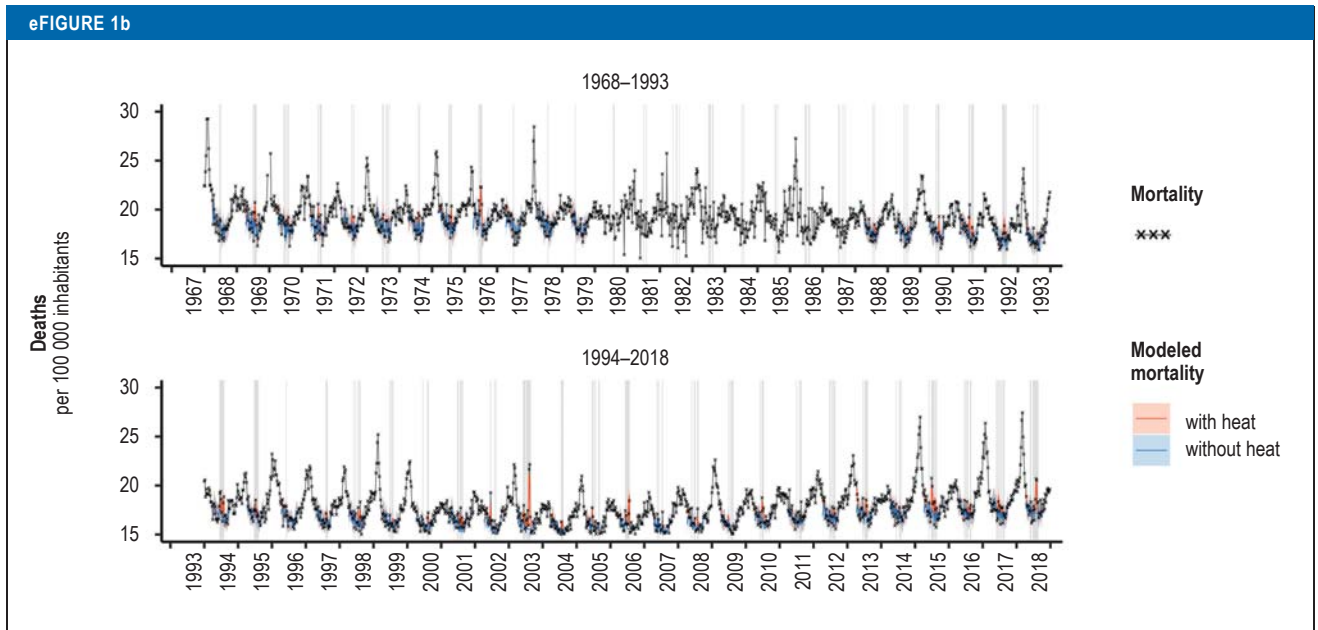 eFIGURE 1b
Deaths
per 100 000 inhabitants
1968–1993
30
25
20
15
1967 1968 1969 1970 1971 1972 1973 1974 1975 1976 1977 1978 1979 1980 1981 1982 1983 1984 1985 1986 1987 1988 1989 1990 1991 1992 1993
1994–2018
30
25
20
15
1993 1994 1995 1996 1997 1998 1999 2000 2001 2002 2003 2004 2005 2006 2007 2008 2009 2010 2011 2012 2013 2014 2015 2016 2017 2018
Mortality
Modeled
mortality
with heat
without heat